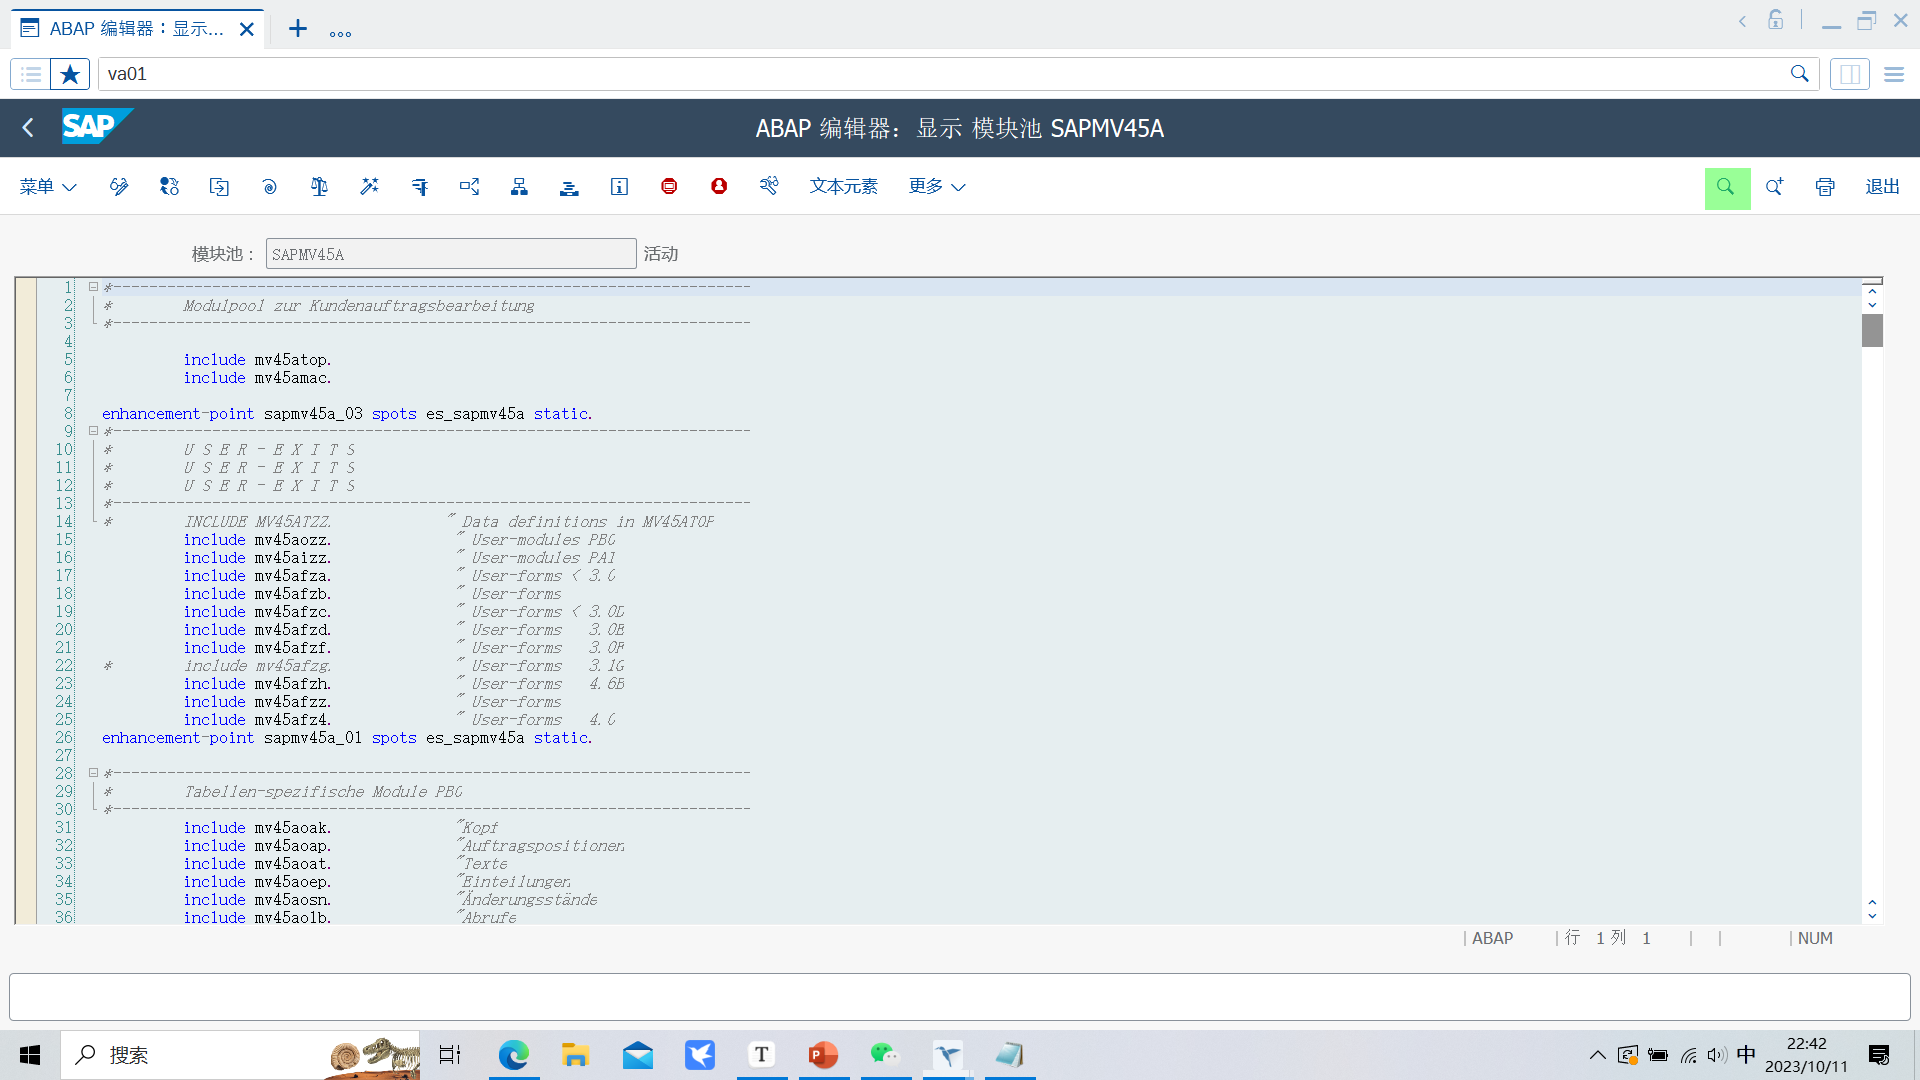 ABAP 编辑器：显示...
va01
SAP
ABAP 编辑器： 显示 模块池 SAPMV45A
菜单
文本元素
更多
退出
模块池：
SAPMV45A
活动
1 *-----------------------------------------------------------------------
2 * Modulpool zur Kundenauftragsbearbeitung
3 *-----------------------------------------------------------------------
4
5 include mv45atop.
6 include mv45amac.
7
8 enhancement-point sapmv45a_03 spots es_sapmv45a static.
9 *-----------------------------------------------------------------------
10 * U S E R - E X I T S
11 * U S E R - E X I T S
12 * U S E R - E X I T S
13 *-----------------------------------------------------------------------
14 * INCLUDE MV45ATZZ. " Data definitions in MV45ATOP
15 include mv45aozz. " User-modules PBO
16 include mv45aizz. " User-modules PAI
17 include mv45afza. " User-forms < 3.0
18 include mv45afzb. " User-forms
19 include mv45afzc. " User-forms < 3.0D
20 include mv45afzd. " User-forms 3.0E
21 include mv45afzf. " User-forms 3.0F
22 * include mv45afzg. " User-forms 3.1G
23 include mv45afzh. " User-forms 4.6B
24 include mv45afzz. " User-forms
25 include mv45afz4. " User-forms 4.0
26 enhancement-point sapmv45a_01 spots es_sapmv45a static.
27
28 *-----------------------------------------------------------------------
29 * Tabellen-spezifische Module PBO
30 *-----------------------------------------------------------------------
31 include mv45aoak. "Kopf
32 include mv45aoap. "Auftragspositionen
33 include mv45aoat. "Texte
34 include mv45aoep. "Einteilungen
35 include mv45aosn. "Änderungsstände
36 include mv45aolb. "Abrufe
| ABAP | 行 1 列 1 | | | NUM
搜索
T
P
中
22:42
2023/10/11